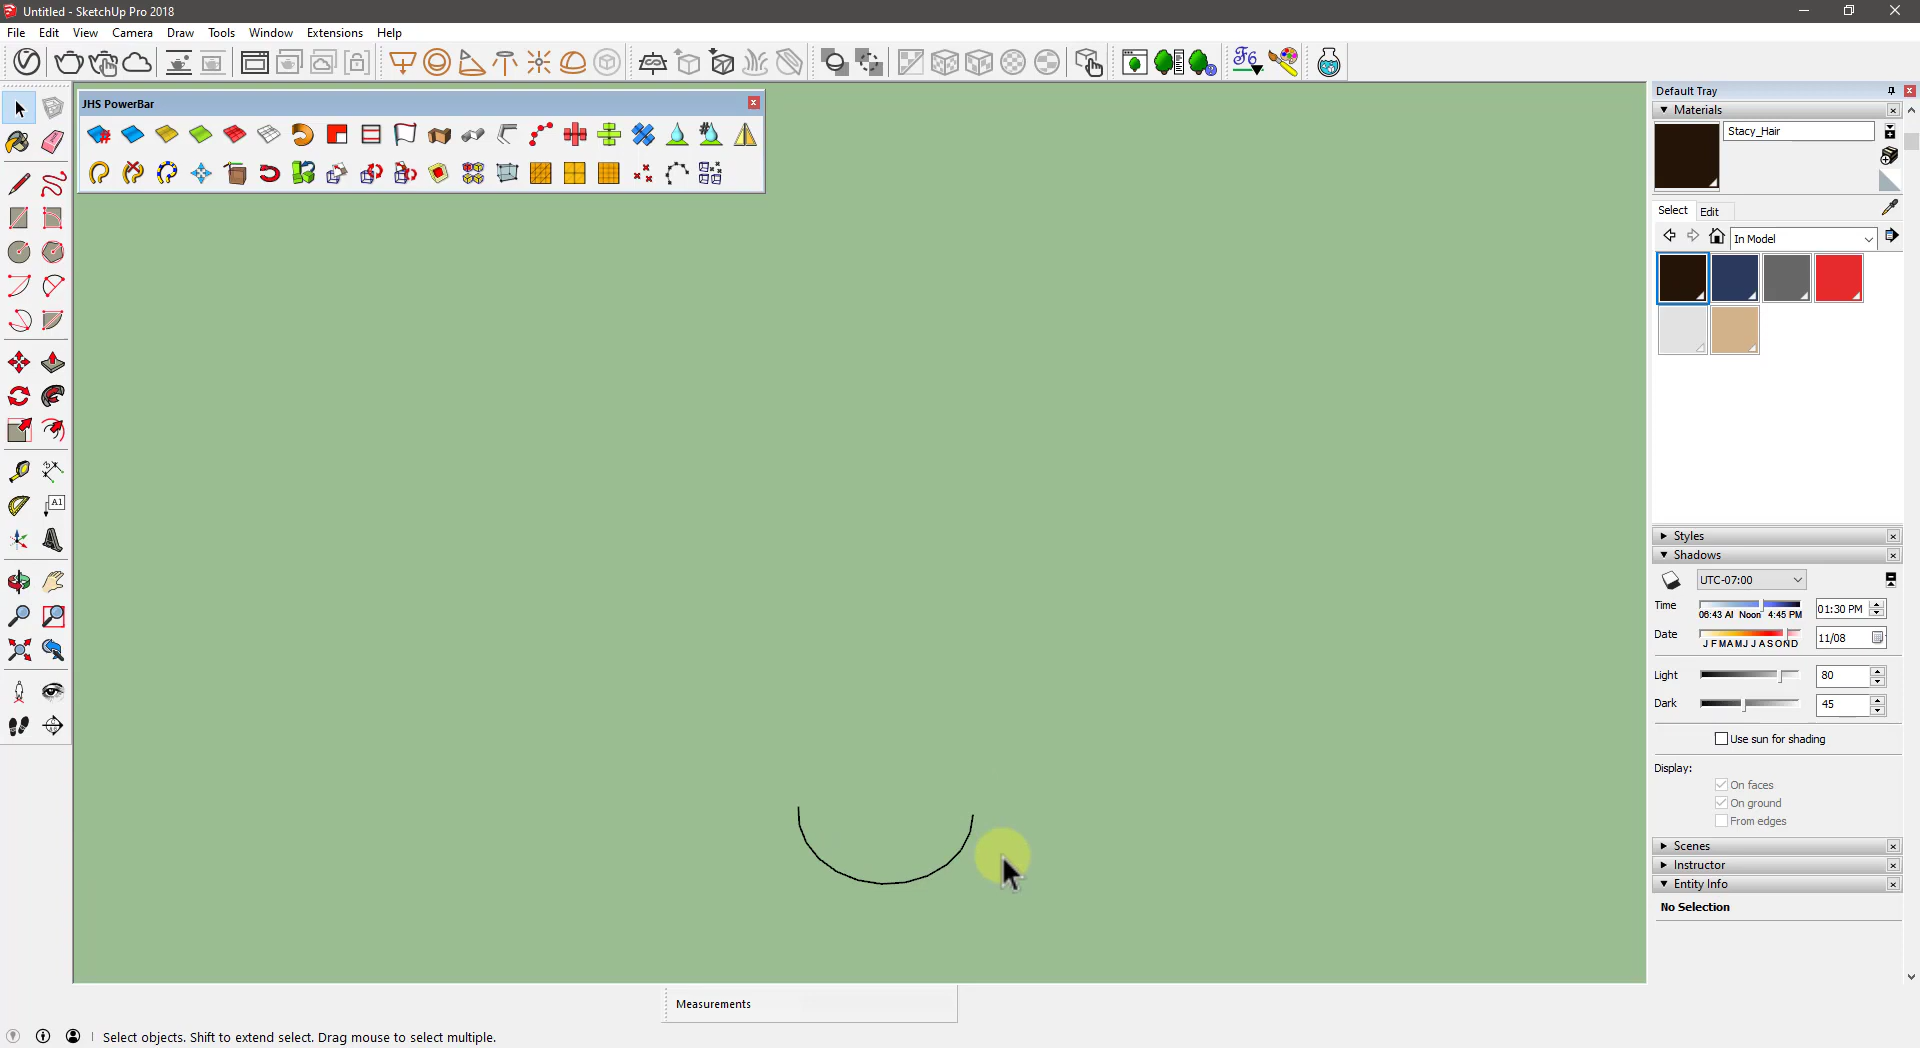 Untitled - SketchUp Pro 2018
File Edit View Camera Draw Tools Window Extensions Help
JHS PowerBar
Default Tray
Materials
Stacy_Hair
Select Edit
In Model
Styles
Shadows
UTC-07:00
Time 06:43 AI Noon 4:45 PM 01:30 PM
Date J F M A M J J A S O N D 11/08
Light 80
Dark 45
Use sun for shading
Display:
On faces
On ground
From edges
Scenes
Instructor
Entity Info
No Selection
A1
F6
Measurements
Select objects. Shift to extend select. Drag mouse to select multiple.